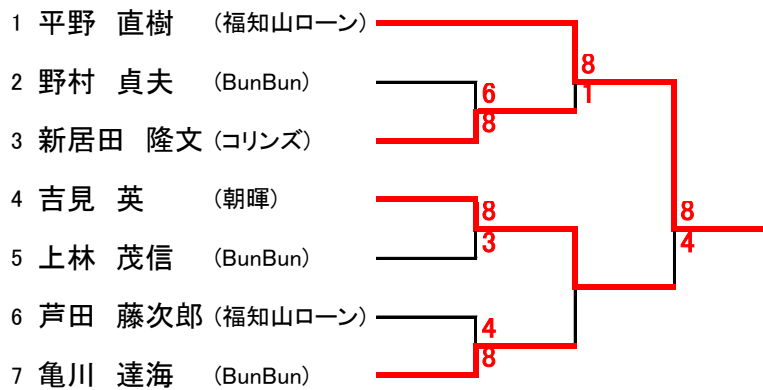 1 平野 直樹 (福知山ローン)
8
2 野村 貞夫 (BunBun)
6
1
8
3 新居田 隆文 (コリンズ)
4 吉見 英 (朝暉)
8
8
3
4
5 上林 茂信 (BunBun)
6 芦田 藤次郎 (福知山ローン)
4
8
7 亀川 達海 (BunBun)